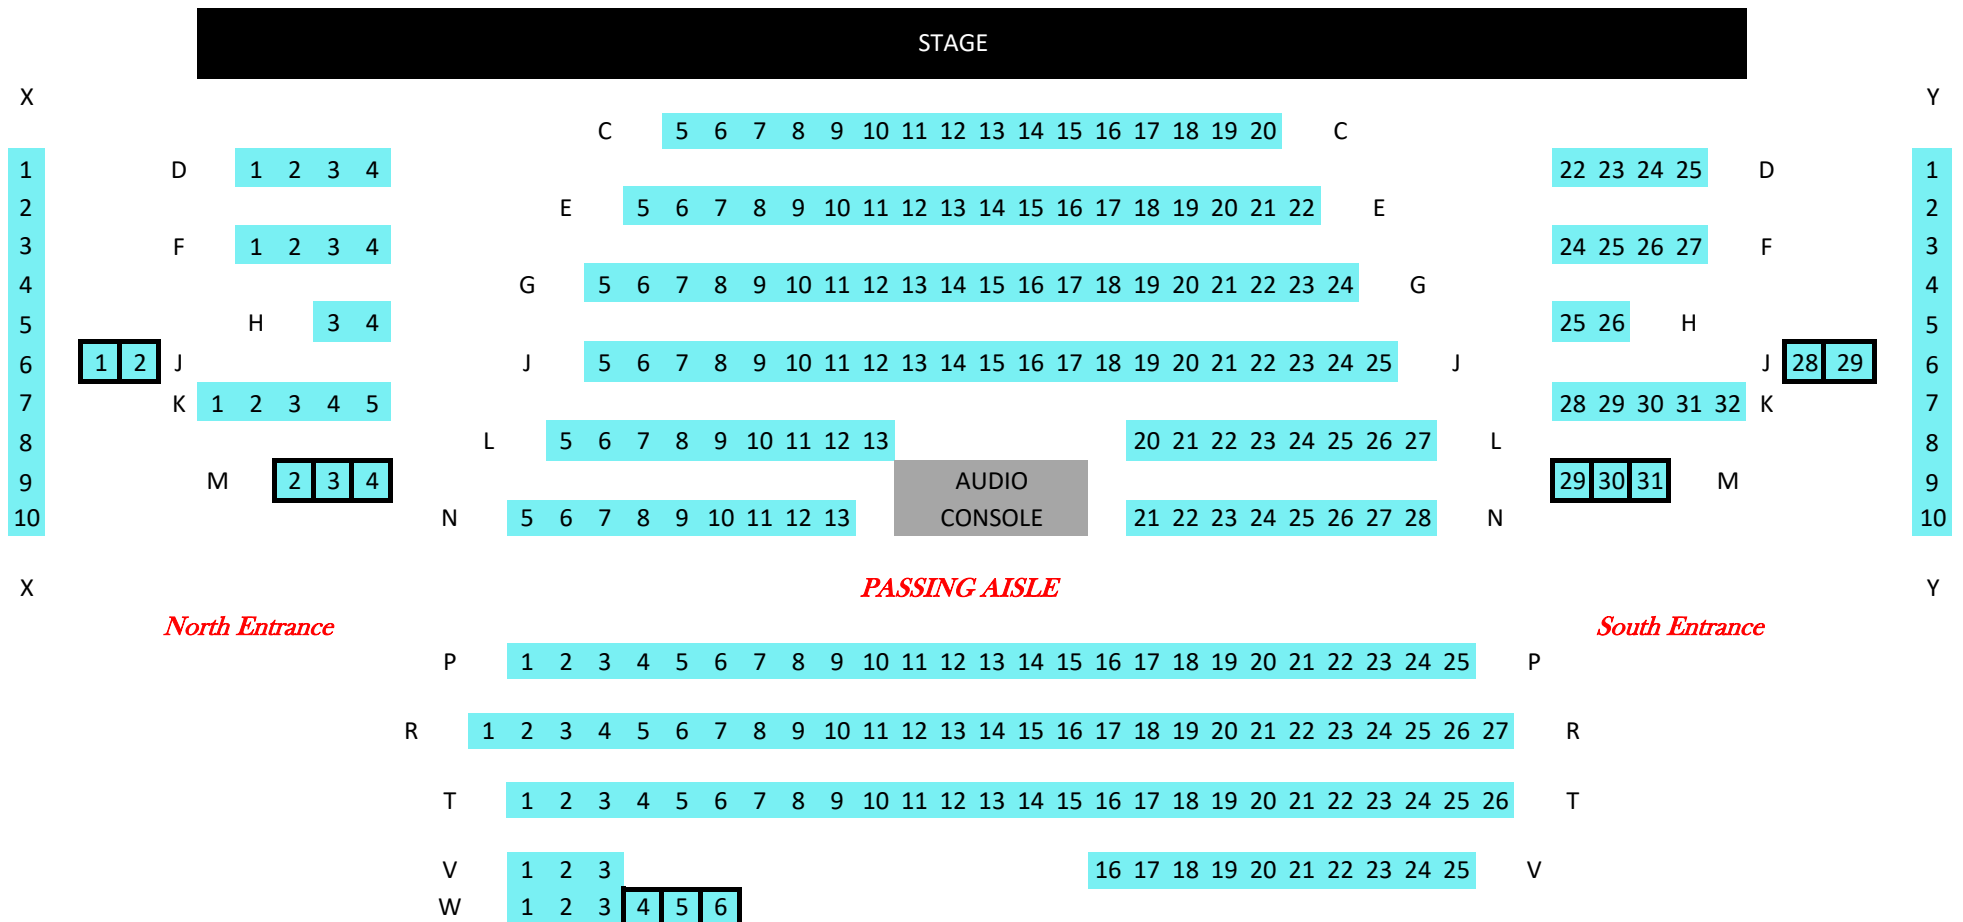 STAGE
X Y
C 5 6 7 8 9 10 11 12 13 14 15 16 17 18 19 20 C
1 D 1 2 3 4 22 23 24 25 D 1
2 E 5 6 7 8 9 10 11 12 13 14 15 16 17 18 19 20 21 22 E 2
3 F 1 2 3 4 24 25 26 27 F 3
4 G 5 6 7 8 9 10 11 12 13 14 15 16 17 18 19 20 21 22 23 24 G 4
5 H 3 4 25 26 H 5
6 1 2 J J 5 6 7 8 9 10 11 12 13 14 15 16 17 18 19 20 21 22 23 24 25 J J 28 29 6
7 K 1 2 3 4 5 28 29 30 31 32 K 7
8 L 5 6 7 8 9 10 11 12 13 20 21 22 23 24 25 26 27 L 8
9 M 2 3 4 AUDIO 29 30 31 M 9
10 N 5 6 7 8 9 10 11 12 13 CONSOLE 21 22 23 24 25 26 27 28 N 10
X PASSING AISLE Y
North Entrance South Entrance
P 1 2 3 4 5 6 7 8 9 10 11 12 13 14 15 16 17 18 19 20 21 22 23 24 25 P
R 1 2 3 4 5 6 7 8 9 10 11 12 13 14 15 16 17 18 19 20 21 22 23 24 25 26 27 R
T 1 2 3 4 5 6 7 8 9 10 11 12 13 14 15 16 17 18 19 20 21 22 23 24 25 26 T
V 1 2 3 16 17 18 19 20 21 22 23 24 25 V
W 1 2 3 4 5 6